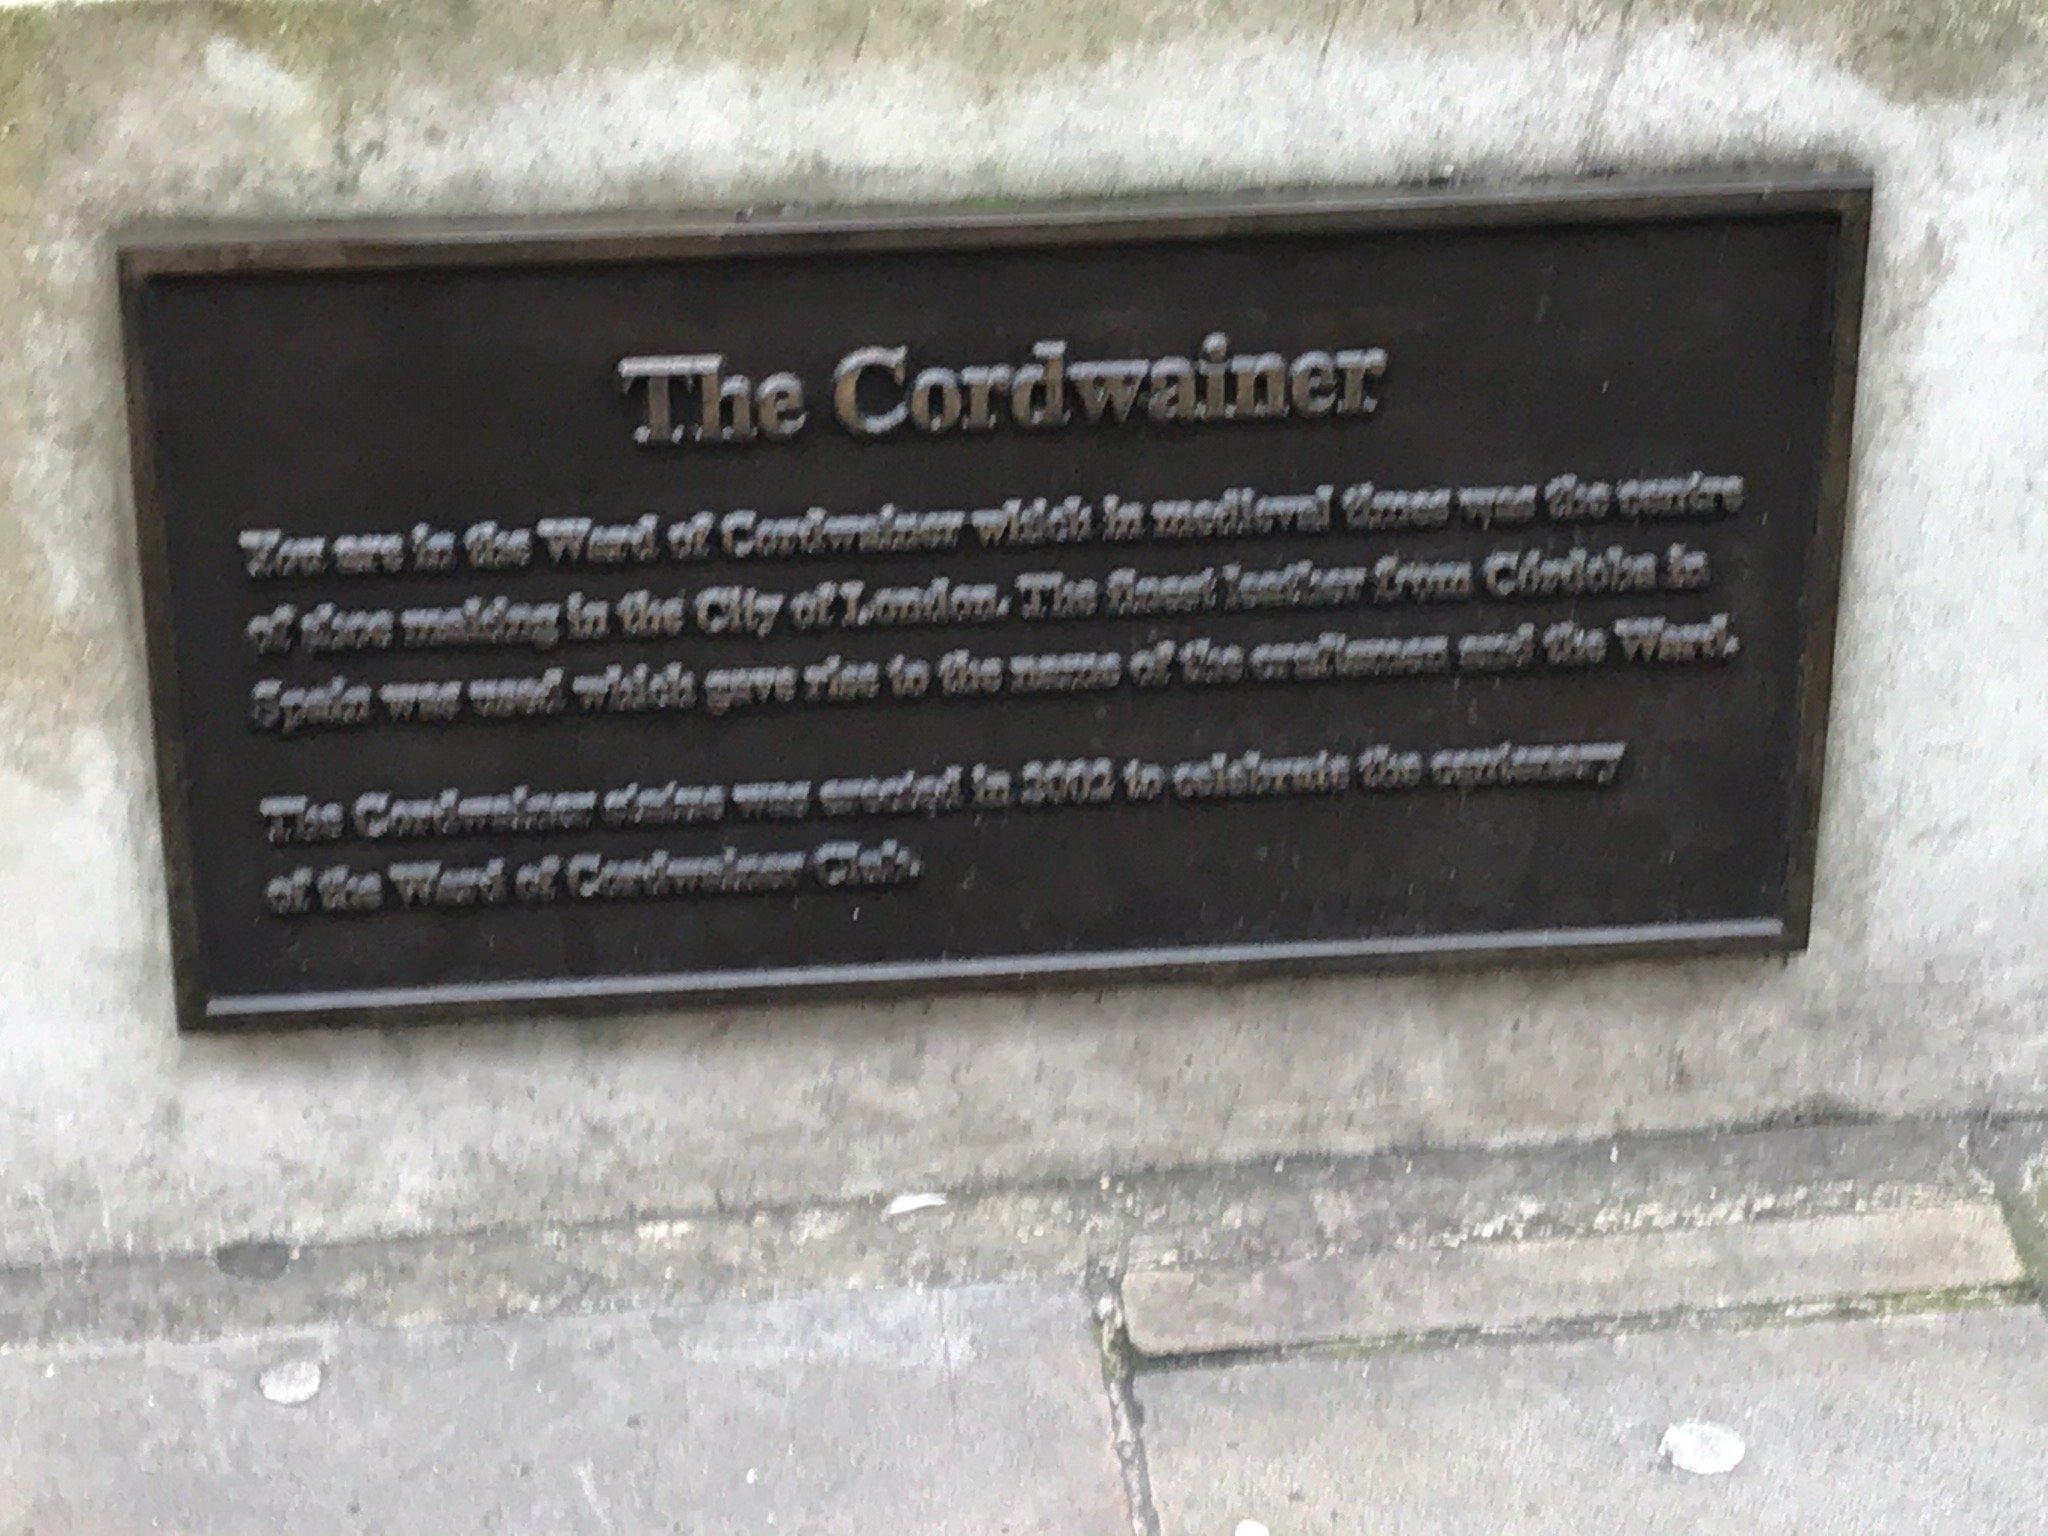 The Cordwainer
You are in the Ward of Cordwainer which in medieval times was the centre
of shoe making in the City of London. The finest leather from Córdoba in
Spain was used which gave rise to the name of the craftsmen and the Ward.
The Cordwainer statue was erected in 2002 to celebrate the centenary
of the Ward of Cordwainer Club.